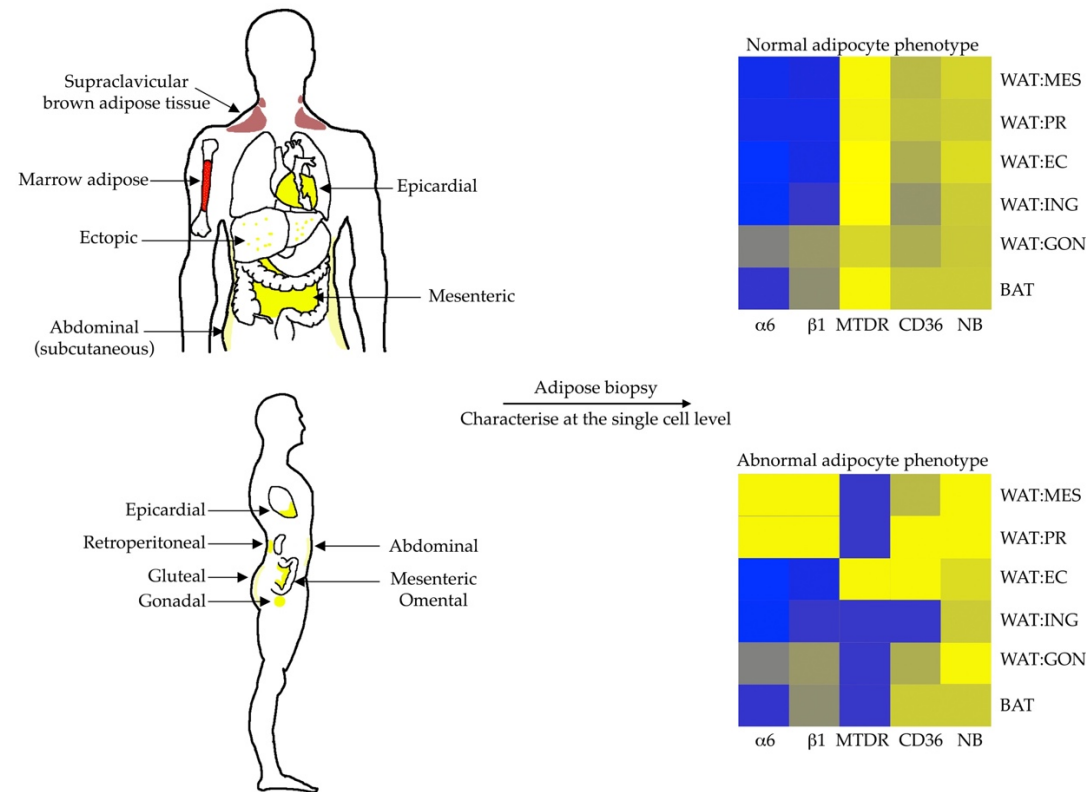 Supraclavicular
brown adipose tissue
Marrow adipose
Ectopic
Abdominal
(subcutaneous)
Epicardial
Mesenteric
Normal adipocyte phenotype
WAT:MES
WAT:PR
WAT:EC
WAT:ING
WAT:GON
BAT
α6 β1 MTDR CD36 NB
Adipose biopsy
Characterise at the single cell level
Epicardial
Retroperitoneal
Gluteal
Gonadal
Abdominal
Mesenteric
Omental
Abnormal adipocyte phenotype
WAT:MES
WAT:PR
WAT:EC
WAT:ING
WAT:GON
BAT
α6 β1 MTDR CD36 NB